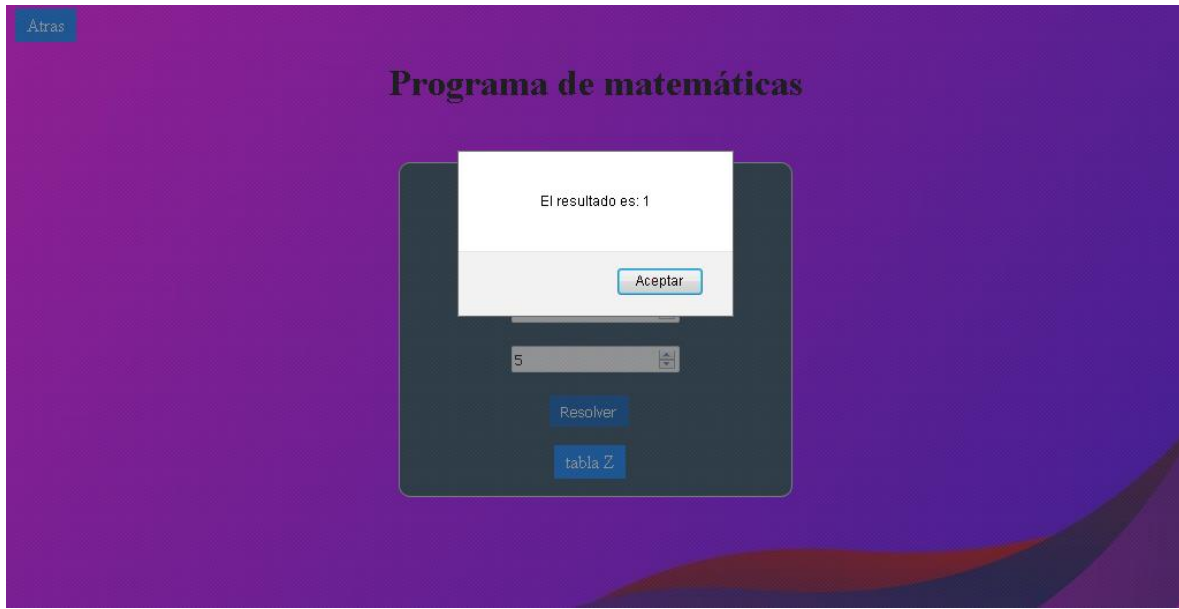 Atras
Programa de matemáticas
El resultado es: 1
Aceptar
5
Resolver
tabla Z